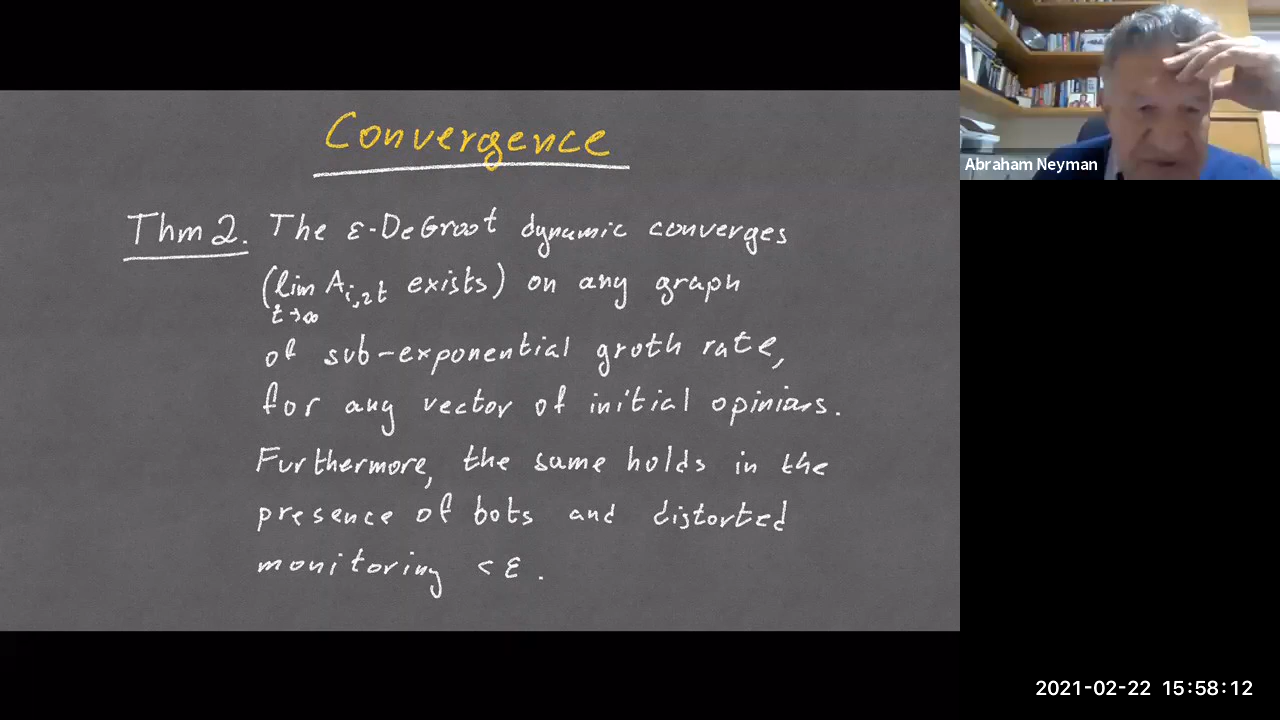 Convergence
Thm 2. The ε-DeGroot dynamic converges
(lim A_{i,2t} exists) on any graph
t→∞
of sub-exponential groth rate,
for any vector of initial opinions.
Furthermore, the same holds in the
presence of bots and distorted
monitoring < ε.
Abraham Neyman
2021-02-22 15:58:12